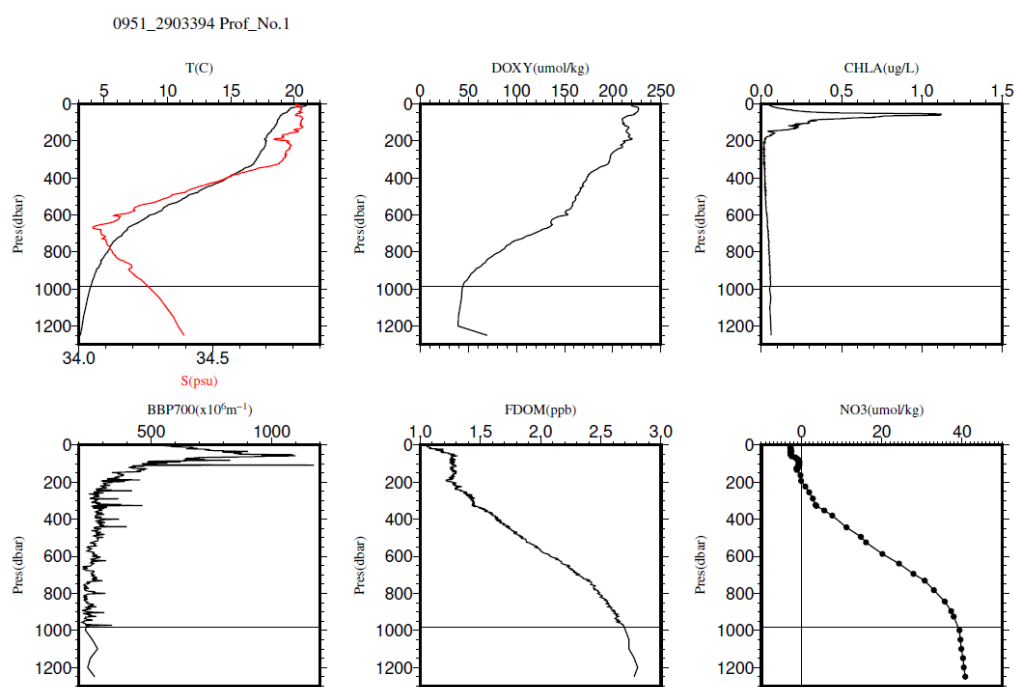 0951_2903394 Prof_No.1
T(C)
5 10 15 20
Pres(dbar)
0
200
400
600
800
1000
1200
34.0 34.5
S(psu)
DOXY(umol/kg)
0 50 100 150 200 250
Pres(dbar)
0
200
400
600
800
1000
1200
CHLA(ug/L)
0.0 0.5 1.0 1.5
Pres(dbar)
0
200
400
600
800
1000
1200
BBP700(x10⁶m⁻¹)
500 1000
Pres(dbar)
0
200
400
600
800
1000
1200
FDOM(ppb)
1.0 1.5 2.0 2.5 3.0
Pres(dbar)
0
200
400
600
800
1000
1200
NO3(umol/kg)
0 20 40
Pres(dbar)
0
200
400
600
800
1000
1200